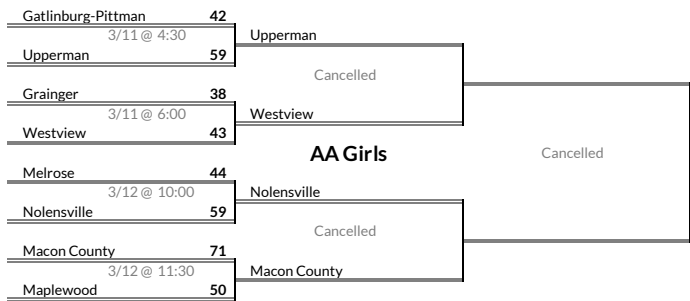 Gatlinburg-Pittman 42
3/11 @ 4:30
Upperman 59
Upperman
Cancelled
Grainger 38
3/11 @ 6:00
Westview 43
Westview
AA Girls
Cancelled
Melrose 44
3/12 @ 10:00
Nolensville 59
Nolensville
Cancelled
Macon County 71
3/12 @ 11:30
Maplewood 50
Macon County